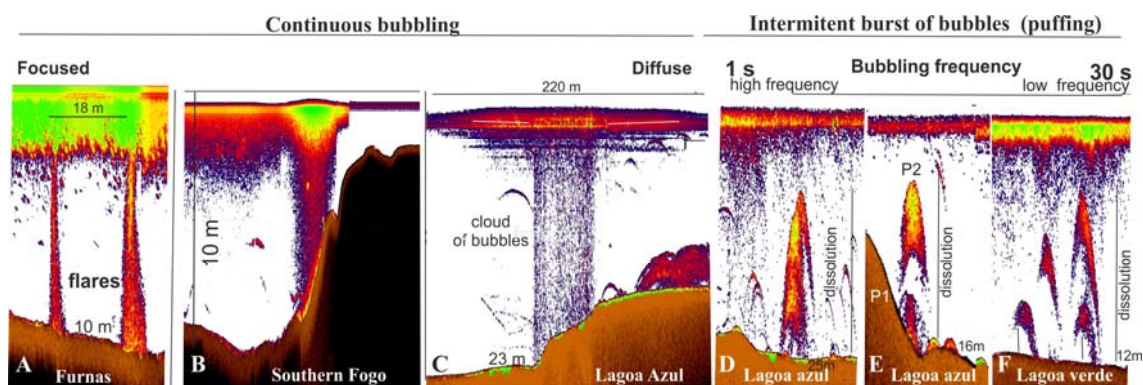 Continuous bubbling
Intermitent burst of bubbles (puffing)
Focused
Diffuse
1 s
Bubbling frequency
30 s
high frequency
low frequency
18 m
220 m
10 m
flares
10 m
cloud
of bubbles
23 m
P2
P1
dissolution
dissolution
dissolution
25m
16m
12m
A
Furnas
B
Southern Fogo
C
Lagoa Azul
D
Lagoa azul
E
Lagoa azul
F
Lagoa verde